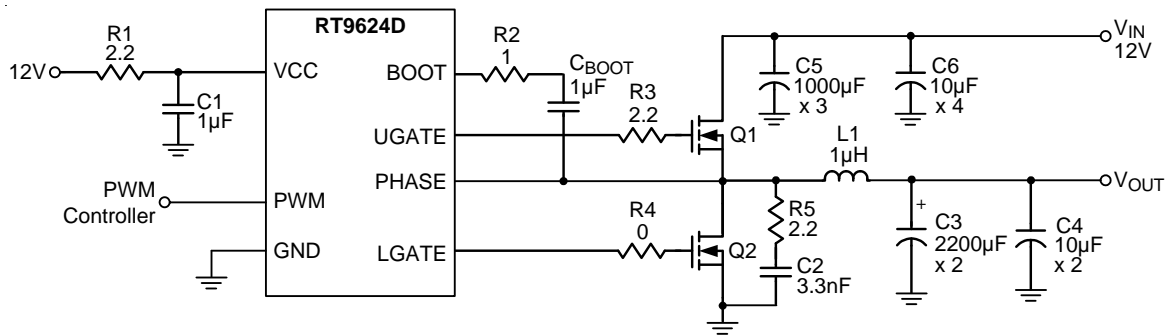 RT9624D
R1
2.2
12V
C1
1µF
VCC
BOOT
R2
1
CBOOT
1µF
R3
2.2
UGATE
Q1
C5
1000µF
x 3
C6
10µF
x 4
VIN
12V
PHASE
L1
1µH
VOUT
PWM
Controller
PWM
GND
LGATE
R4
0
Q2
R5
2.2
C2
3.3nF
+
C3
2200µF
x 2
C4
10µF
x 2